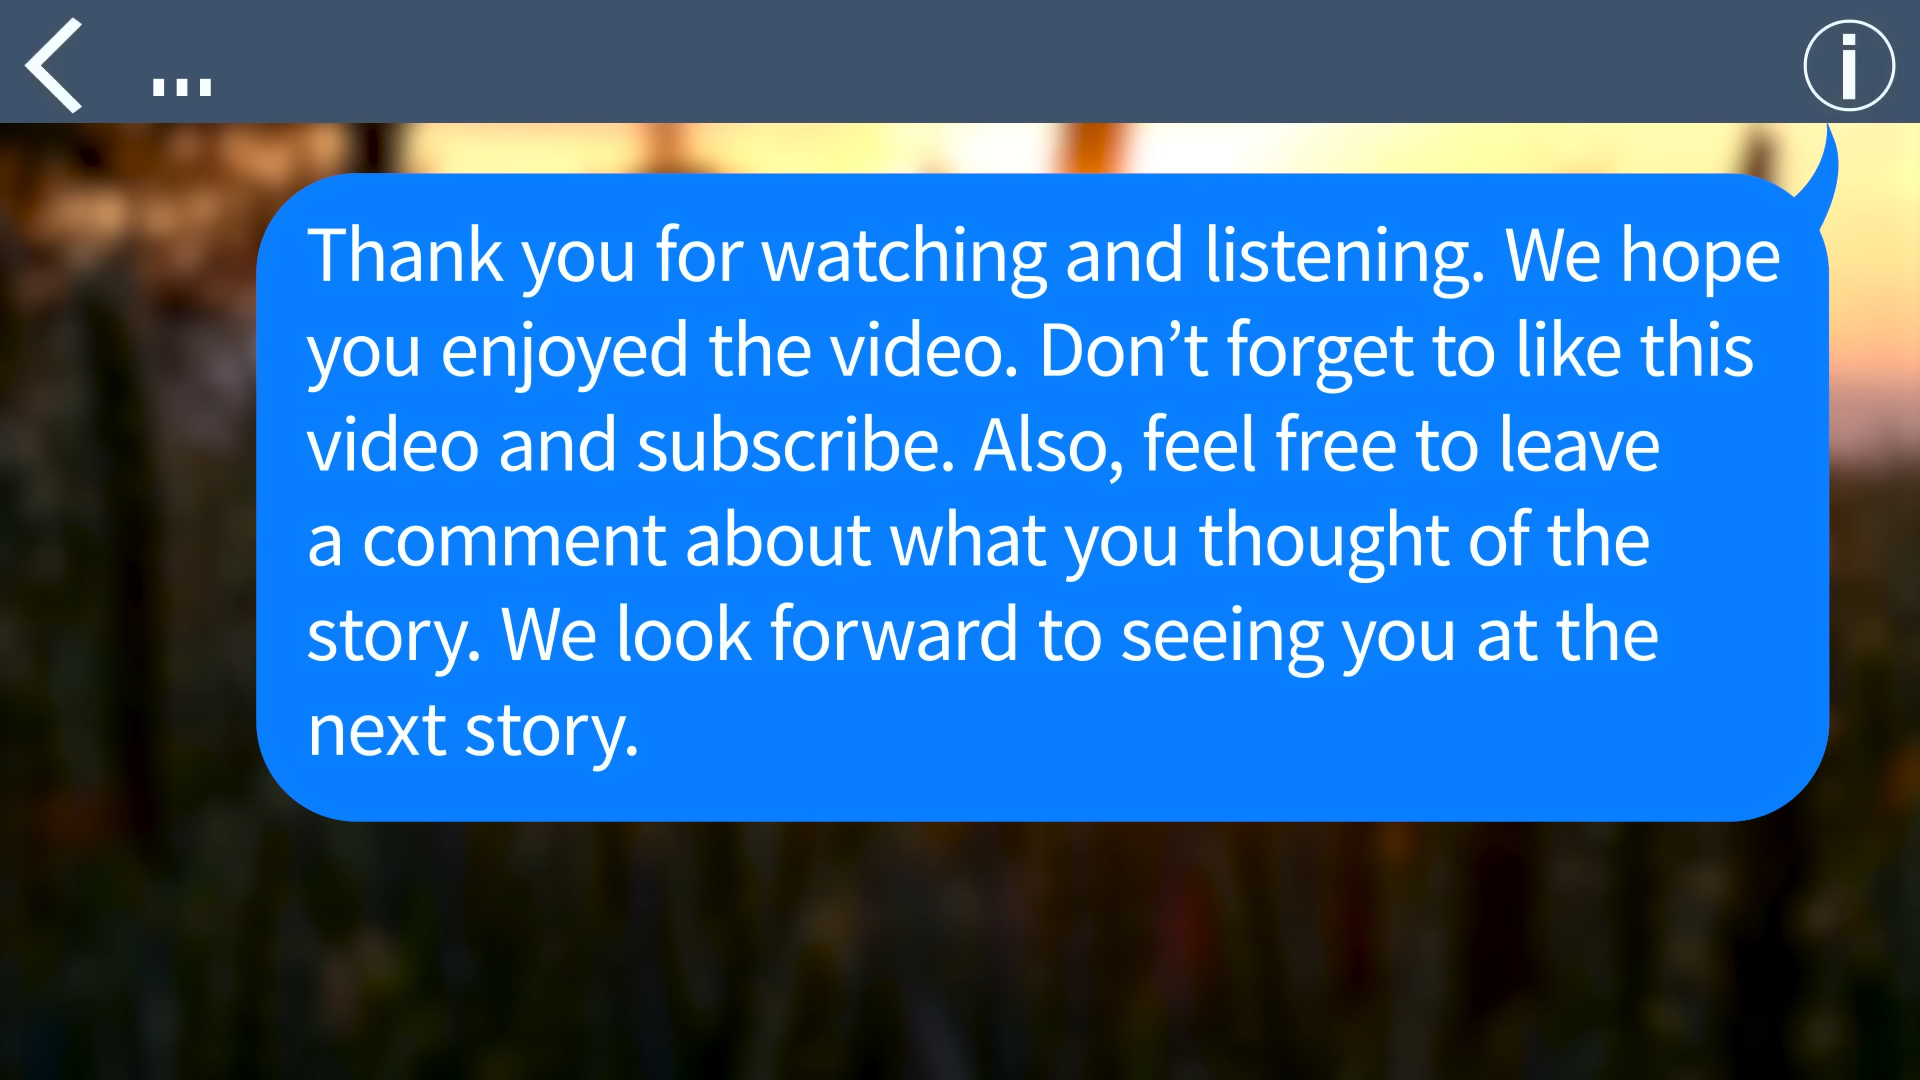 ...
Thank you for watching and listening. We hope
you enjoyed the video. Don’t forget to like this
video and subscribe. Also, feel free to leave
a comment about what you thought of the
story. We look forward to seeing you at the
next story.